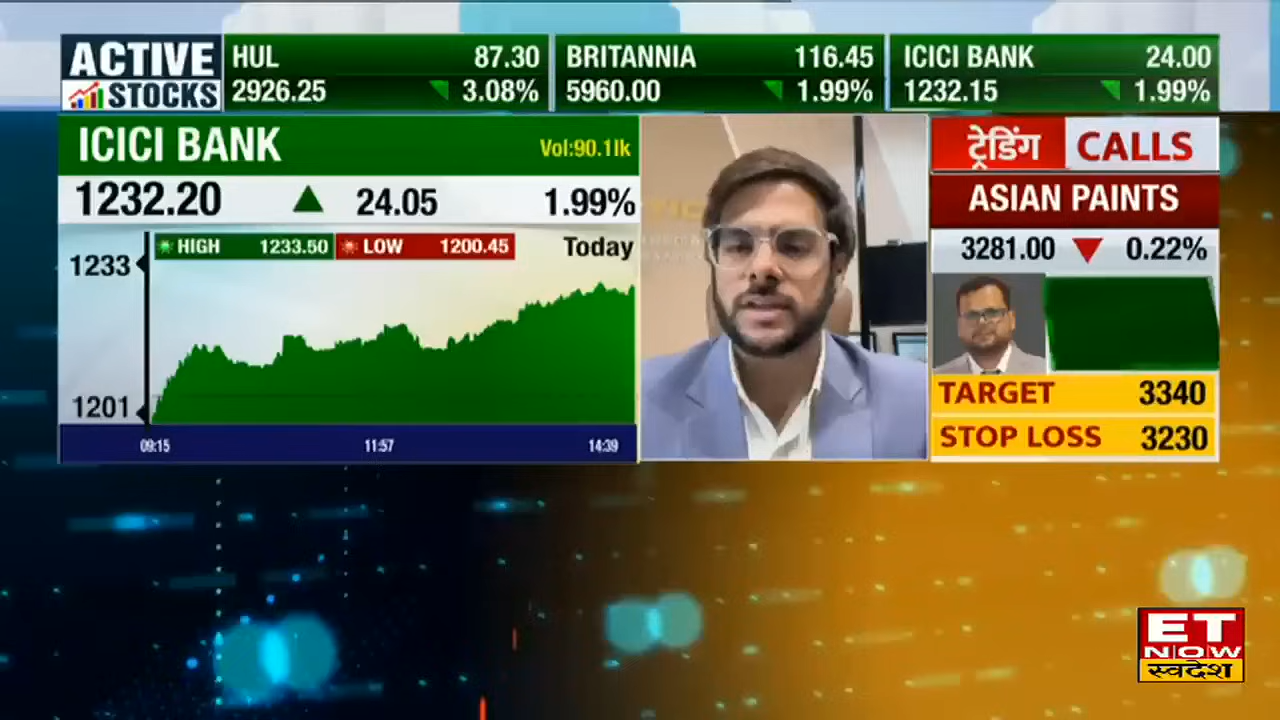 ACTIVE STOCKS
HUL 87.30
2926.25 3.08%
BRITANNIA 116.45
5960.00 1.99%
ICICI BANK 24.00
1232.15 1.99%
ICICI BANK Vol:90.1lk
1232.20 24.05 1.99%
HIGH 1233.50 LOW 1200.45 Today
1233
1201
09:15 11:57 14:39
ट्रेडिंग CALLS
ASIAN PAINTS
3281.00 0.22%
TARGET 3340
STOP LOSS 3230
ET
NOW
स्वदेश